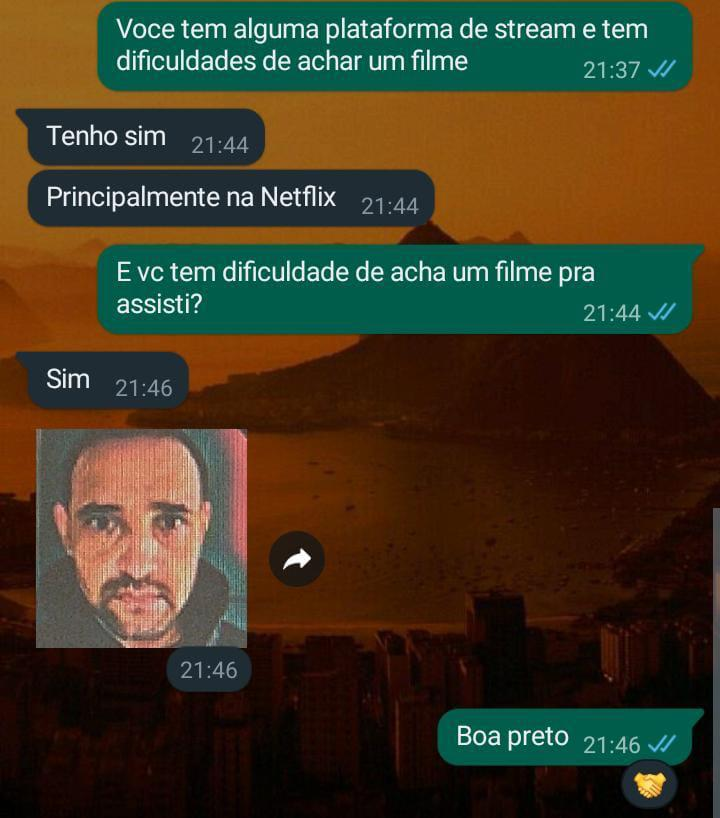 Voce tem alguma plataforma de stream e tem
dificuldades de achar um filme
21:37
Tenho sim
21:44
Principalmente na Netflix
21:44
E vc tem dificuldade de acha um filme pra
assisti?
21:44
Sim
21:46
21:46
Boa preto
21:46